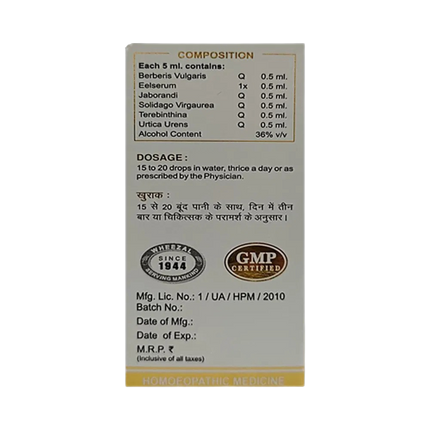 COMPOSITION
Each 5 ml. contains:
Berberis Vulgaris Q 0.5 ml.
Eelserum 1x 0.5 ml.
Jaborandi Q 0.5 ml.
Solidago Virgaurea Q 0.5 ml.
Terebinthina Q 0.5 ml.
Urtica Urens Q 0.5 ml.
Alcohol Content 36% v/v
DOSAGE :
15 to 20 drops in water, thrice a day or as
prescribed by the Physician.
खुराक :
15 से 20 बूंद पानी के साथ, दिन में तीन
बार या चिकित्सक के परामर्श के अनुसार।
WHEEZAL
SINCE
1944
SERVING MANKIND
GMP
CERTIFIED
Mfg. Lic. No.: 1 / UA / HPM / 2010
Batch No.:
Date of Mfg.:
Date of Exp.:
M.R.P. ₹
(Inclusive of all taxes)
HOMOEOPATHIC MEDICINE